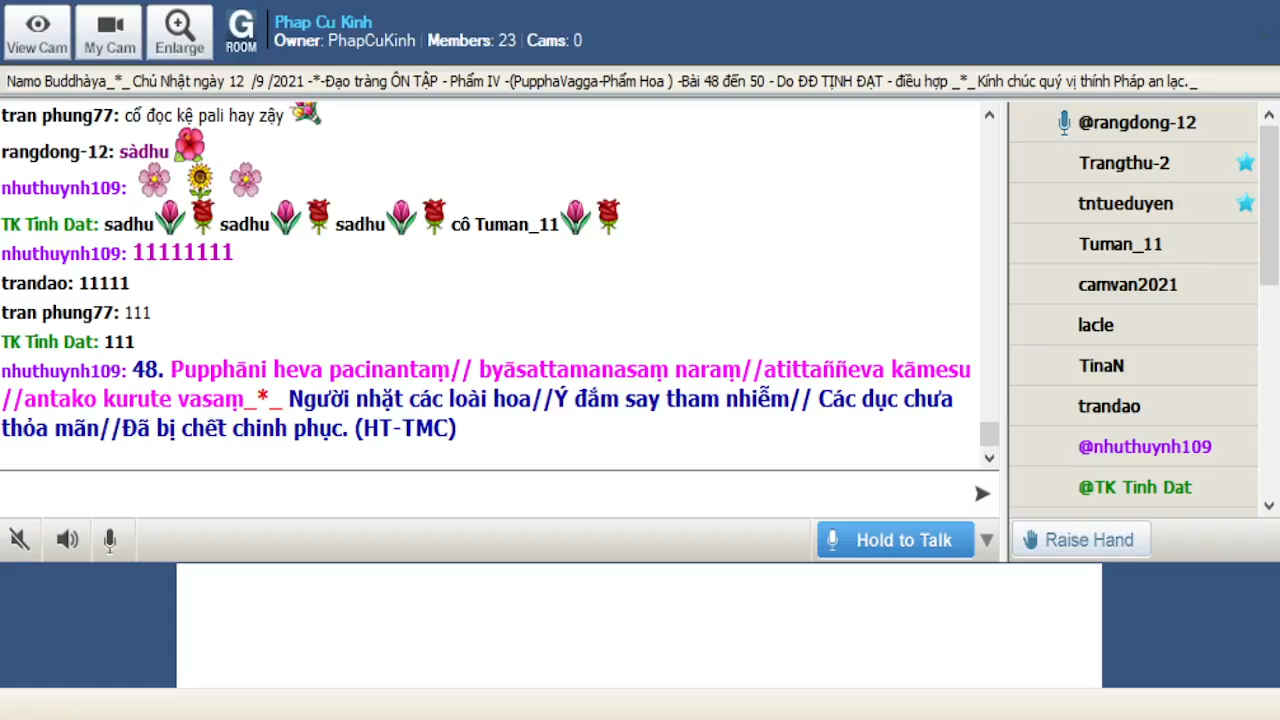 View Cam
My Cam
Enlarge
G
ROOM
Phap Cu Kinh
Owner: PhapCuKinh | Members: 23 | Cams: 0
Namo Buddhàya_*_ Chủ Nhật ngày 12 /9 /2021 -*-Đạo tràng ÔN TẬP - Phẩm IV -(PupphaVagga-Phẩm Hoa ) -Bài 48 đến 50 - Do ĐĐ TỊNH ĐẠT - điều hợp _*_Kính chúc quý vị thính Pháp an lạc._
tran phung77: cổ đọc kệ pali hay zậy
rangdong-12: sàdhu
nhuthuynh109:
TK Tinh Dat: sadhu sadhu sadhu cô Tuman_11
nhuthuynh109: 11111111
trandao: 11111
tran phung77: 111
TK Tinh Dat: 111
nhuthuynh109: 48. Pupphāni heva pacinantaṃ// byāsattamanasaṃ naraṃ//atittaññeva kāmesu
//antako kurute vasaṃ_*_ Người nhặt các loài hoa//Ý đắm say tham nhiễm// Các dục chưa
thỏa mãn//Đã bị chết chinh phục. (HT-TMC)
@rangdong-12
Trangthu-2
tntueduyen
Tuman_11
camvan2021
lacle
TinaN
trandao
@nhuthuynh109
@TK Tinh Dat
Hold to Talk
Raise Hand